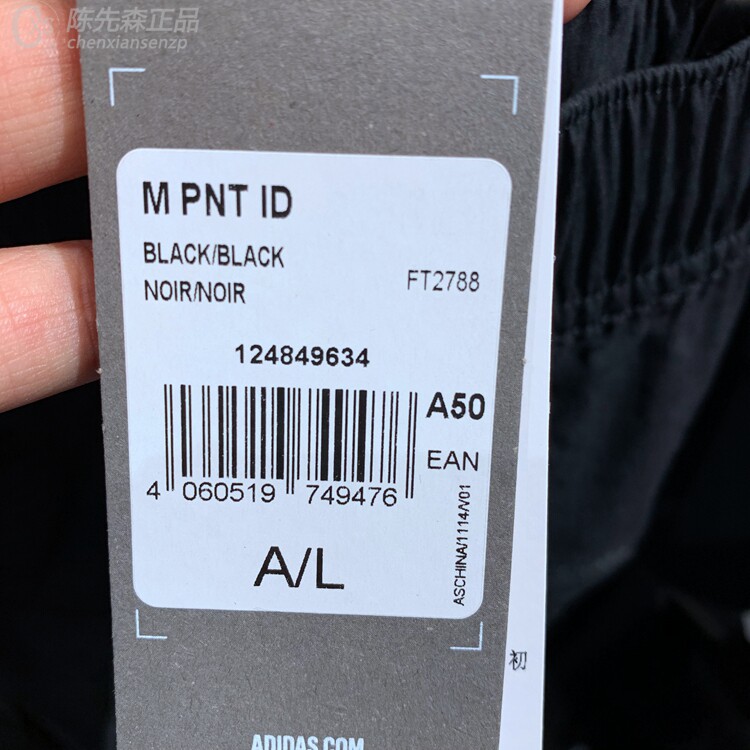 陈先森正品
chenxiansenzp
M PNT ID
BLACK/BLACK
NOIR/NOIR
FT2788
124849634
A50
EAN
4 060519 749476
A/L
ASCHINA/1114/V01
初
ADIDAS.COM